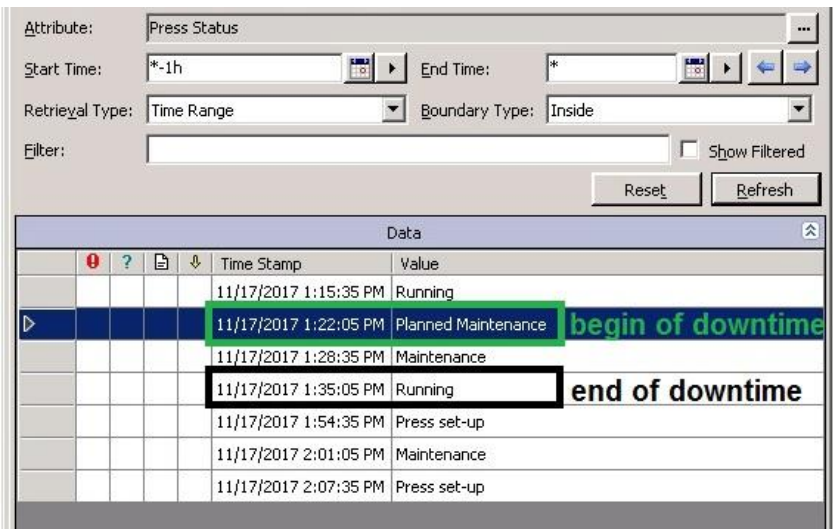 Attribute: Press Status ...
Start Time: *-1h End Time: *
Retrieval Type: Time Range Boundary Type: Inside
Filter: Show Filtered
Reset Refresh
Data
! ? Time Stamp Value
11/17/2017 1:15:35 PM Running
11/17/2017 1:22:05 PM Planned Maintenance begin of downtime
11/17/2017 1:28:35 PM Maintenance
11/17/2017 1:35:05 PM Running end of downtime
11/17/2017 1:54:35 PM Press set-up
11/17/2017 2:01:05 PM Maintenance
11/17/2017 2:07:35 PM Press set-up